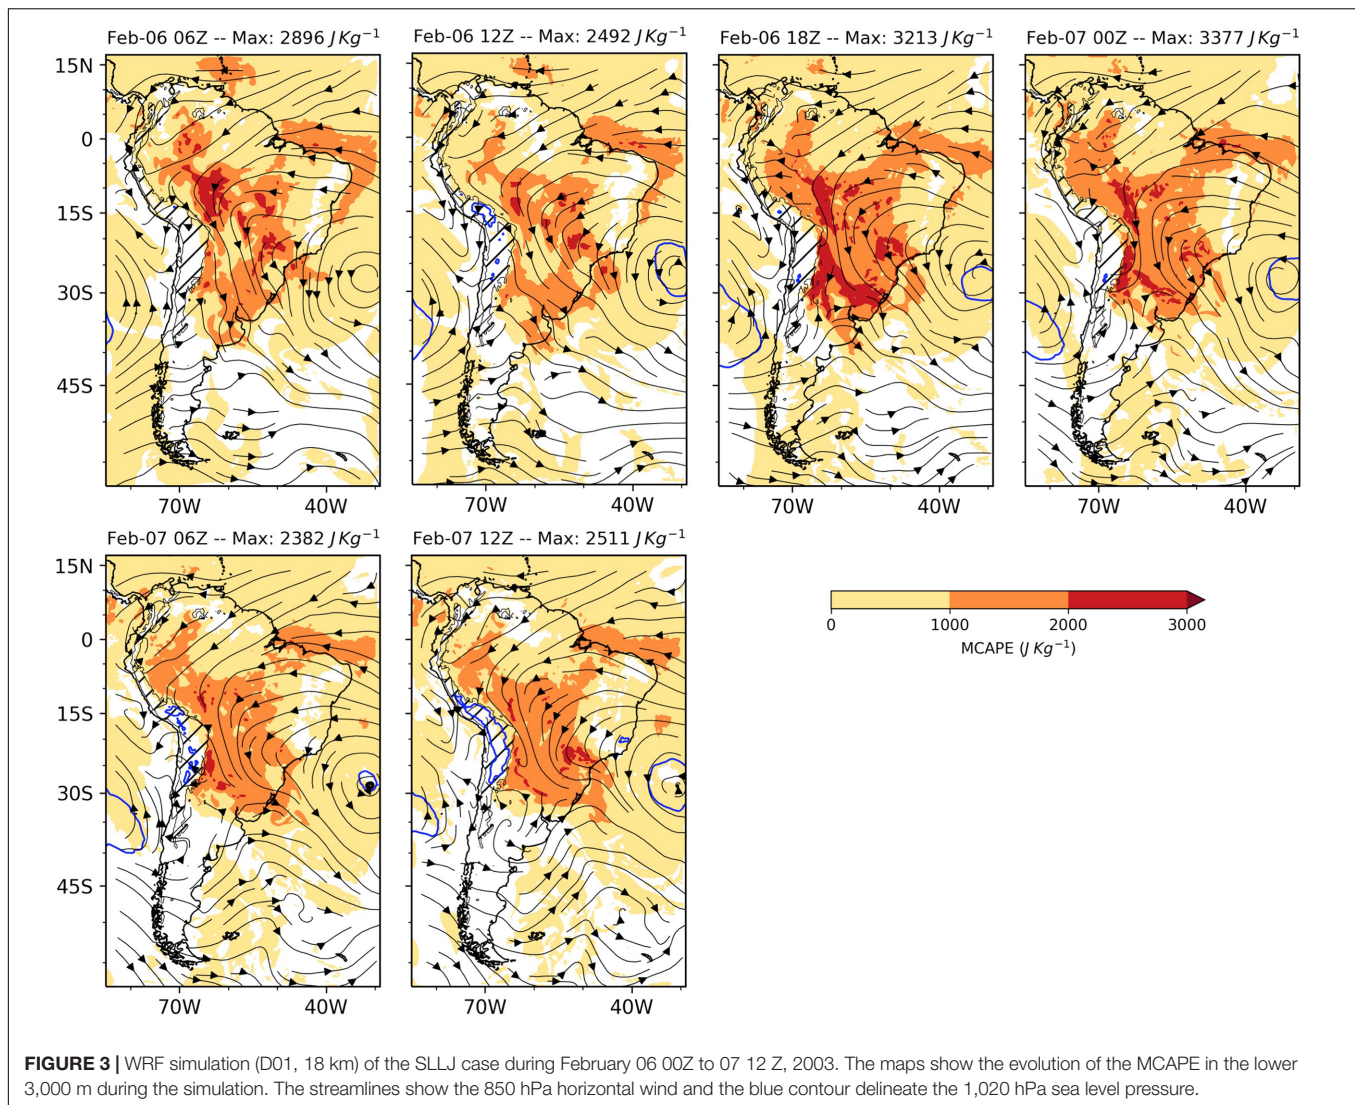 Feb-06 06Z -- Max: 2896 J Kg⁻¹
Feb-06 12Z -- Max: 2492 J Kg⁻¹
Feb-06 18Z -- Max: 3213 J Kg⁻¹
Feb-07 00Z -- Max: 3377 J Kg⁻¹
15N
0
15S
30S
45S
70W
40W
70W
40W
70W
40W
70W
40W
Feb-07 06Z -- Max: 2382 J Kg⁻¹
Feb-07 12Z -- Max: 2511 J Kg⁻¹
15N
0
15S
30S
45S
70W
40W
70W
40W
0
1000
2000
3000
MCAPE (J Kg⁻¹)
FIGURE 3 | WRF simulation (D01, 18 km) of the SLLJ case during February 06 00Z to 07 12 Z, 2003. The maps show the evolution of the MCAPE in the lower
3,000 m during the simulation. The streamlines show the 850 hPa horizontal wind and the blue contour delineate the 1,020 hPa sea level pressure.